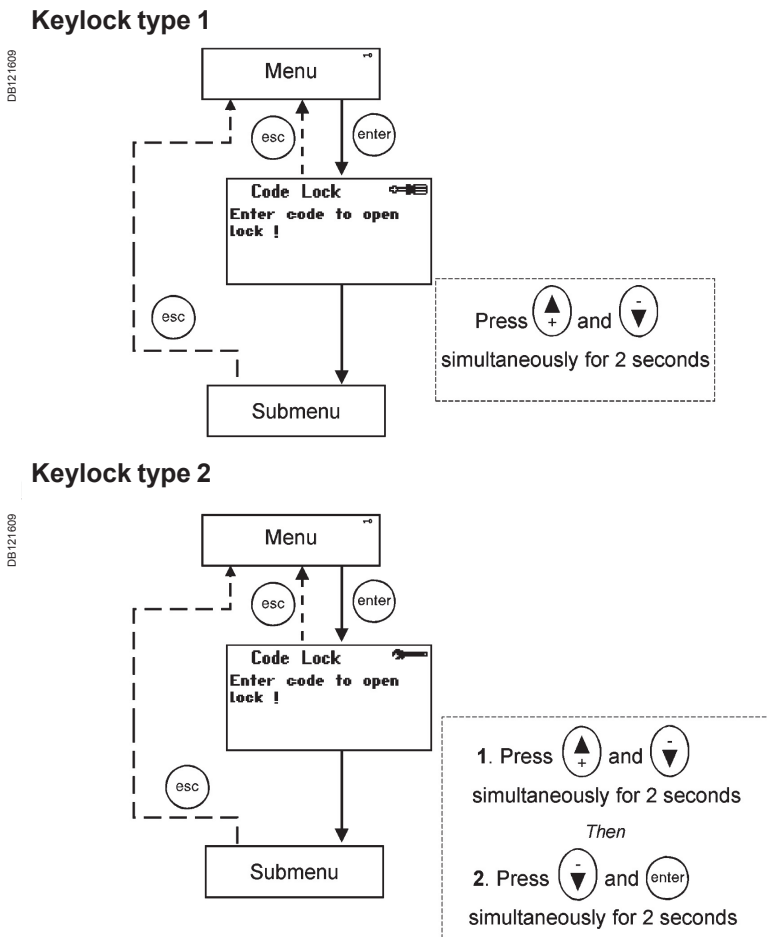 Keylock type 1
DB121609
Menu
esc
enter
Code Lock
Enter code to open
lock !
esc
Press ▲ + and - ▼
simultaneously for 2 seconds
Submenu
Keylock type 2
DB121609
Menu
esc
enter
Code Lock
Enter code to open
lock !
esc
1. Press ▲ + and - ▼
simultaneously for 2 seconds
Then
2. Press - ▼ and enter
simultaneously for 2 seconds
Submenu